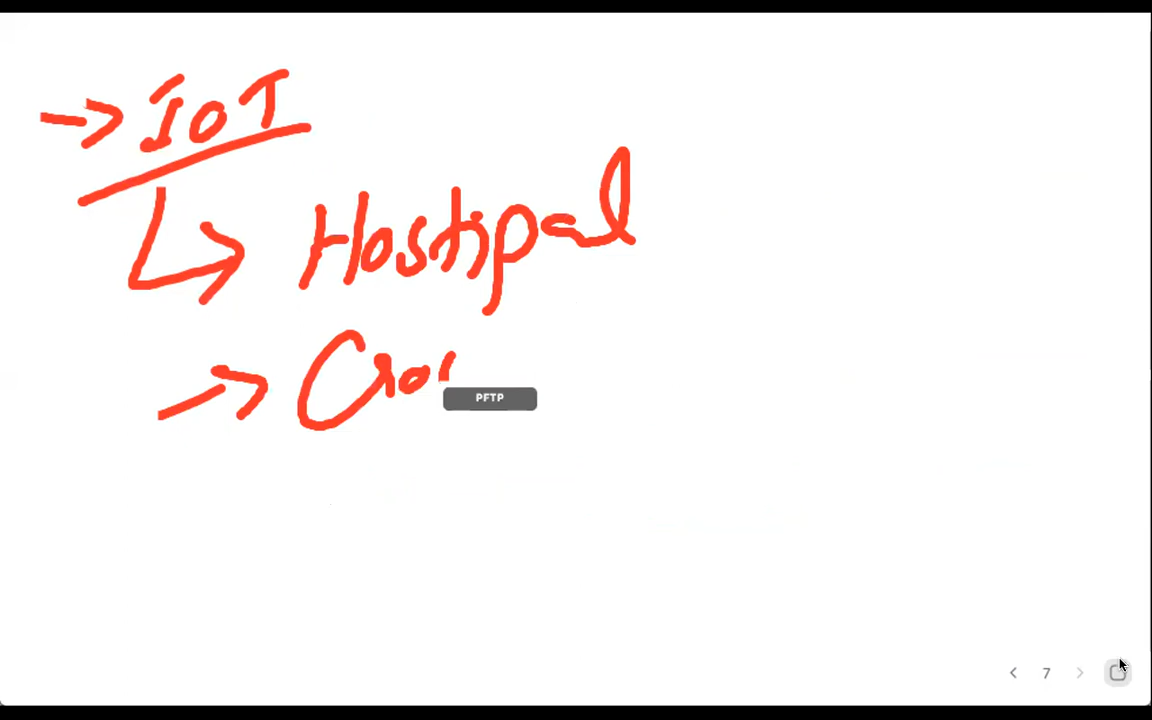 → IoT
↳ Hostipal
→ Cro
PFTP
< 7 >